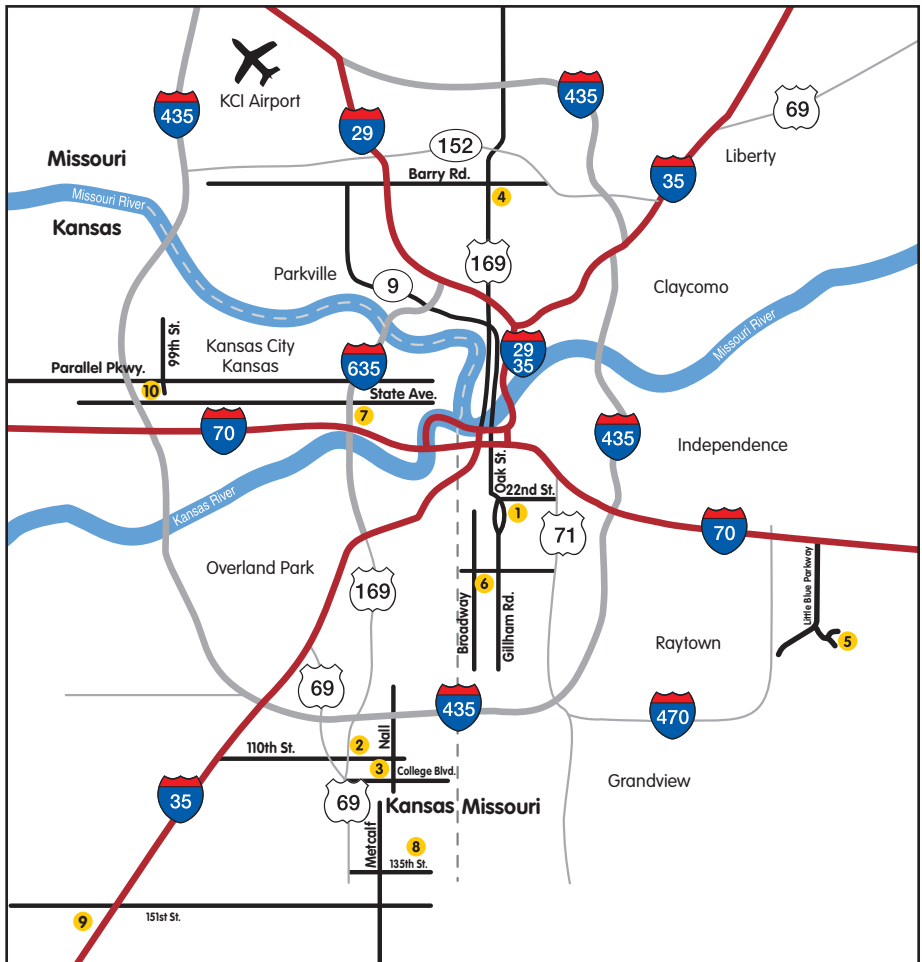 KCI Airport
435
29
435
69
152
Liberty
Missouri
Barry Rd.
35
Missouri River
4
Kansas
169
Parkville
9
Claycomo
Missouri River
99th St.
Kansas City
Kansas
635
29
35
Parallel Pkwy.
10
State Ave.
7
70
435
Independence
Oak St.
22nd St.
Kansas River
1
71
70
Overland Park
169
6
Broadway
Gillham Rd.
Little Blue Parkway
5
Raytown
69
435
470
Nall
110th St.
2
3
College Blvd.
Grandview
35
69
Kansas Missouri
Metcalf
8
135th St.
9
151st St.